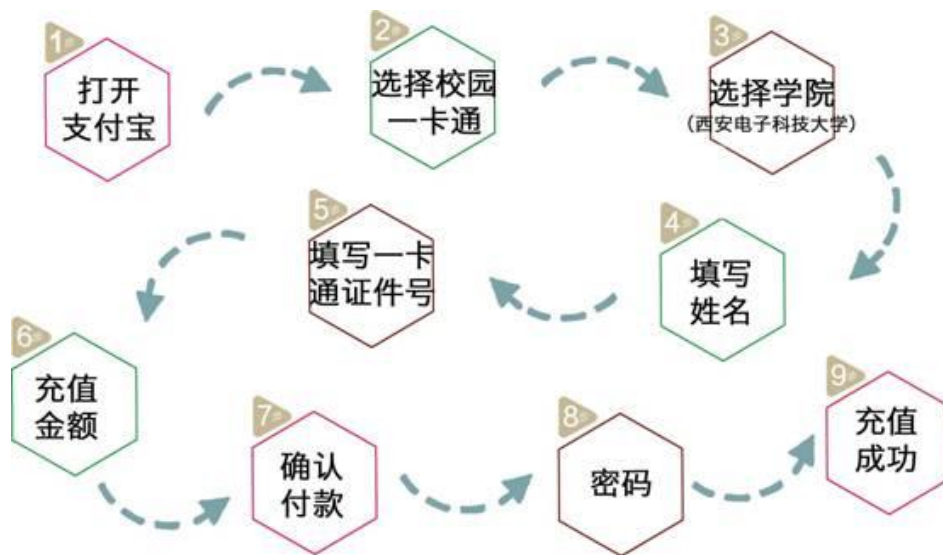 1
打开
支付宝
2
选择校园
一卡通
3
选择学院
（西安电子科技大学）
4
填写
姓名
5
填写一卡
通证件号
6
充值
金额
7
确认
付款
8
密码
9
充值
成功